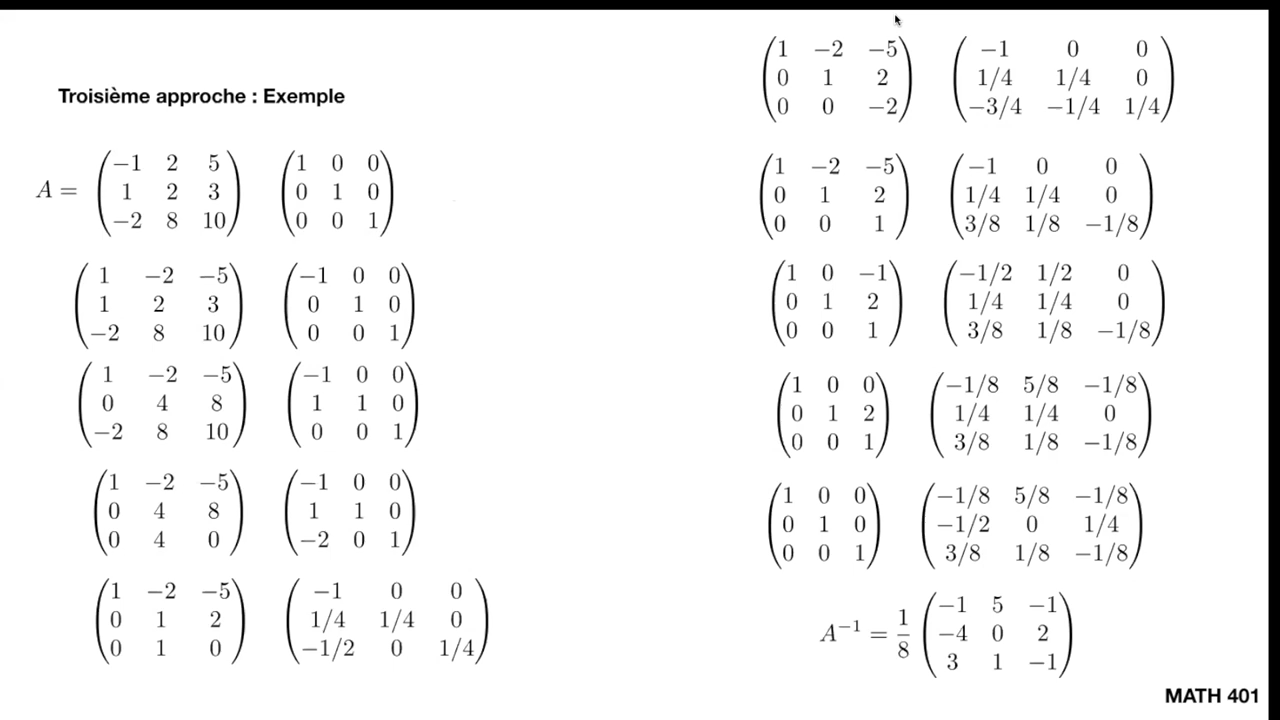 Troisième approche : Exemple
A = (−1 2 5) (1 0 0)
(1 2 3) (0 1 0)
(−2 8 10) (0 0 1)
(1 −2 −5) (−1 0 0)
(1 2 3) (0 1 0)
(−2 8 10) (0 0 1)
(1 −2 −5) (−1 0 0)
(0 4 8) (1 1 0)
(−2 8 10) (0 0 1)
(1 −2 −5) (−1 0 0)
(0 4 8) (1 1 0)
(0 4 0) (−2 0 1)
(1 −2 −5) (−1 0 0)
(0 1 2) (1/4 1/4 0)
(0 1 0) (−1/2 0 1/4)
(1 −2 −5) (−1 0 0)
(0 1 2) (1/4 1/4 0)
(0 0 −2) (−3/4 −1/4 1/4)
(1 −2 −5) (−1 0 0)
(0 1 2) (1/4 1/4 0)
(0 0 1) (3/8 1/8 −1/8)
(1 0 −1) (−1/2 1/2 0)
(0 1 2) (1/4 1/4 0)
(0 0 1) (3/8 1/8 −1/8)
(1 0 0) (−1/8 5/8 −1/8)
(0 1 2) (1/4 1/4 0)
(0 0 1) (3/8 1/8 −1/8)
(1 0 0) (−1/8 5/8 −1/8)
(0 1 0) (−1/2 0 1/4)
(0 0 1) (3/8 1/8 −1/8)
A⁻¹ = 1/8 (−1 5 −1)
(−4 0 2)
(3 1 −1)
MATH 401